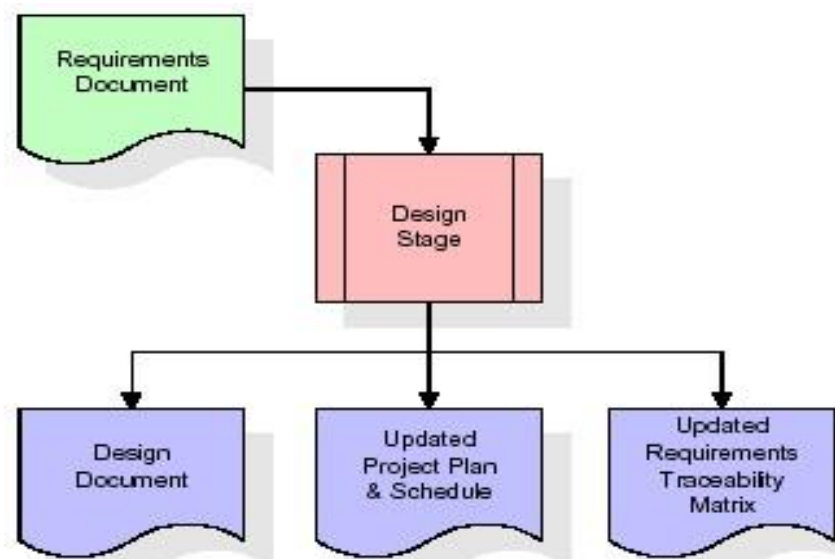 Requirements
Document
Design
Stage
Design
Document
Updated
Project Plan
& Schedule
Updated
Requirements
Traceability
Matrix